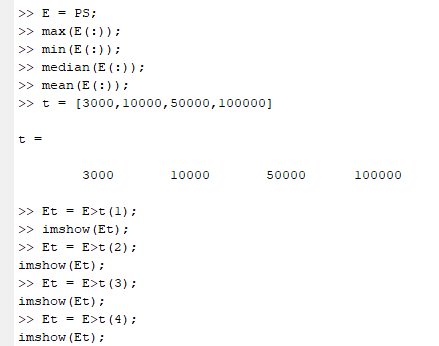 >> E = PS;
>> max(E(:));
>> min(E(:));
>> median(E(:));
>> mean(E(:));
>> t = [3000,10000,50000,100000]
t =
3000 10000 50000 100000
>> Et = E>t(1);
>> imshow(Et);
>> Et = E>t(2);
imshow(Et);
>> Et = E>t(3);
imshow(Et);
>> Et = E>t(4);
imshow(Et);